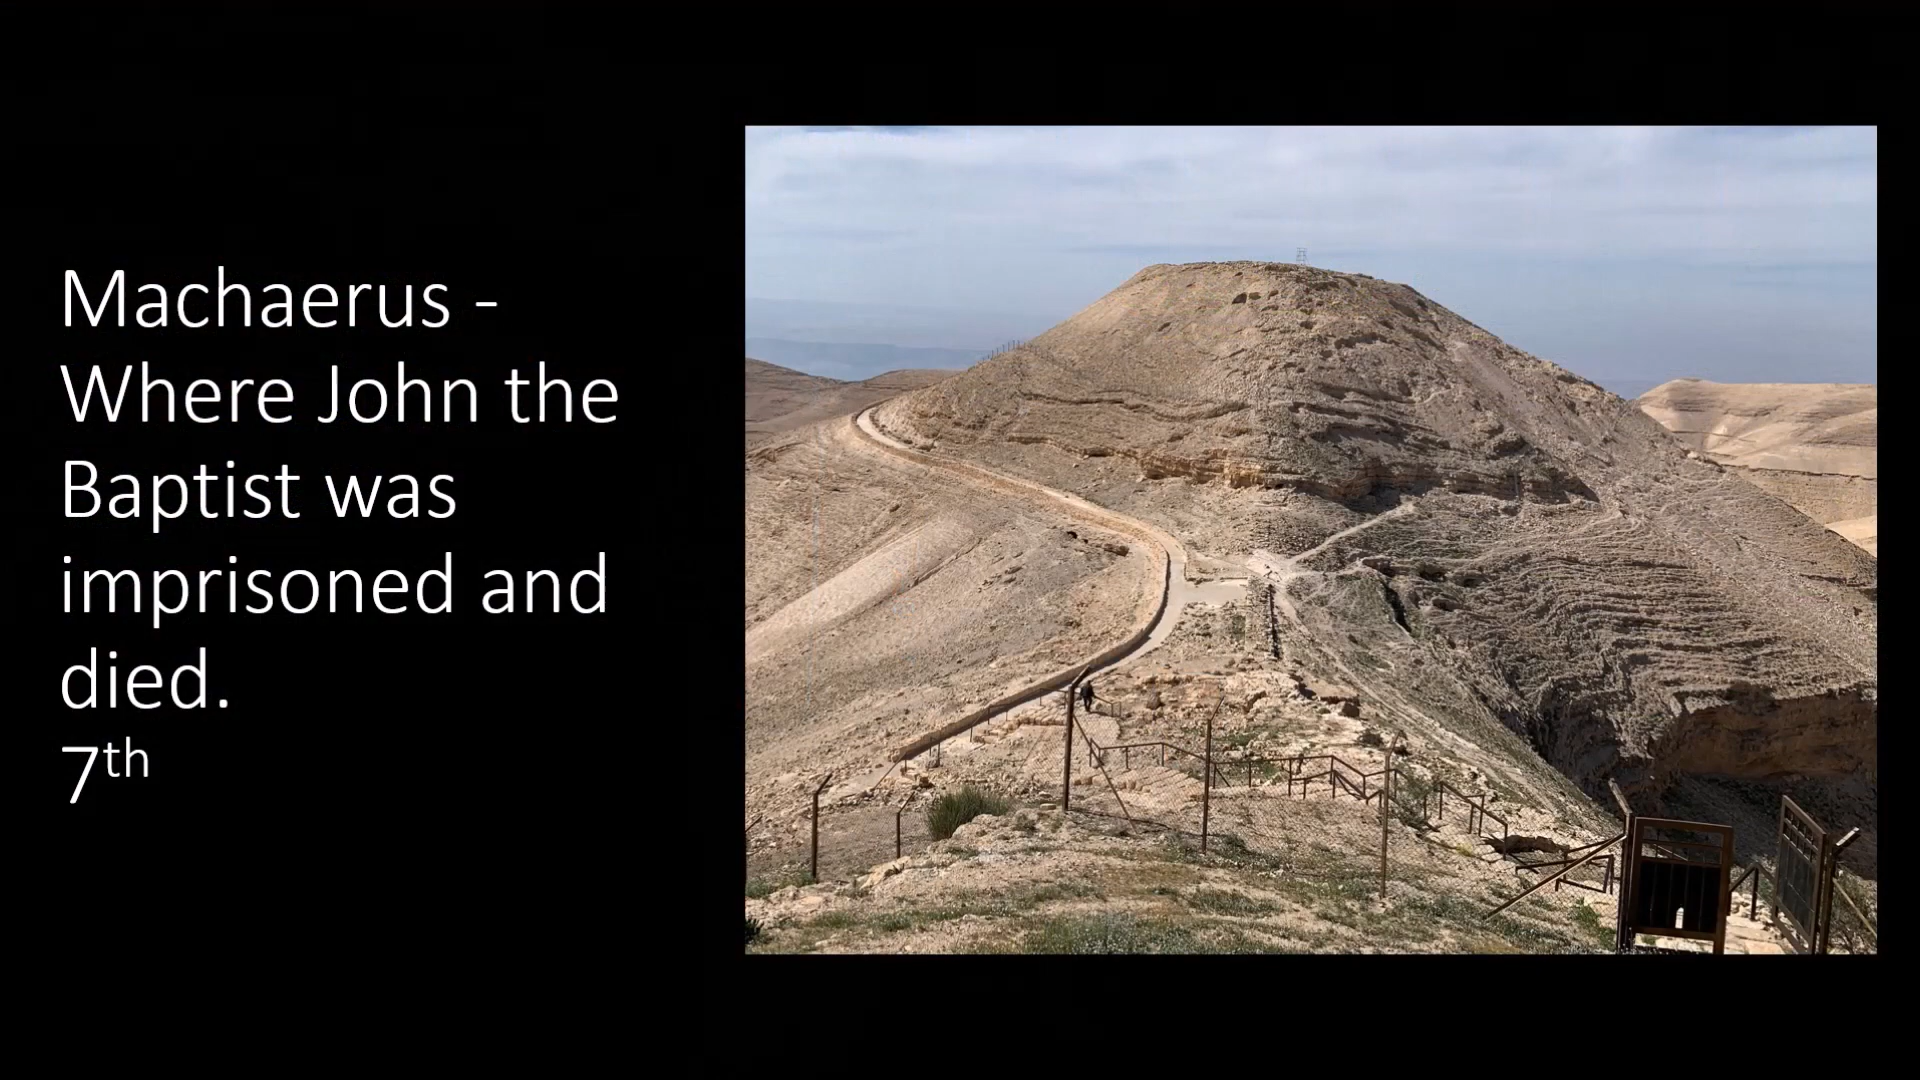 Machaerus -
Where John the
Baptist was
imprisoned and
died.
7th